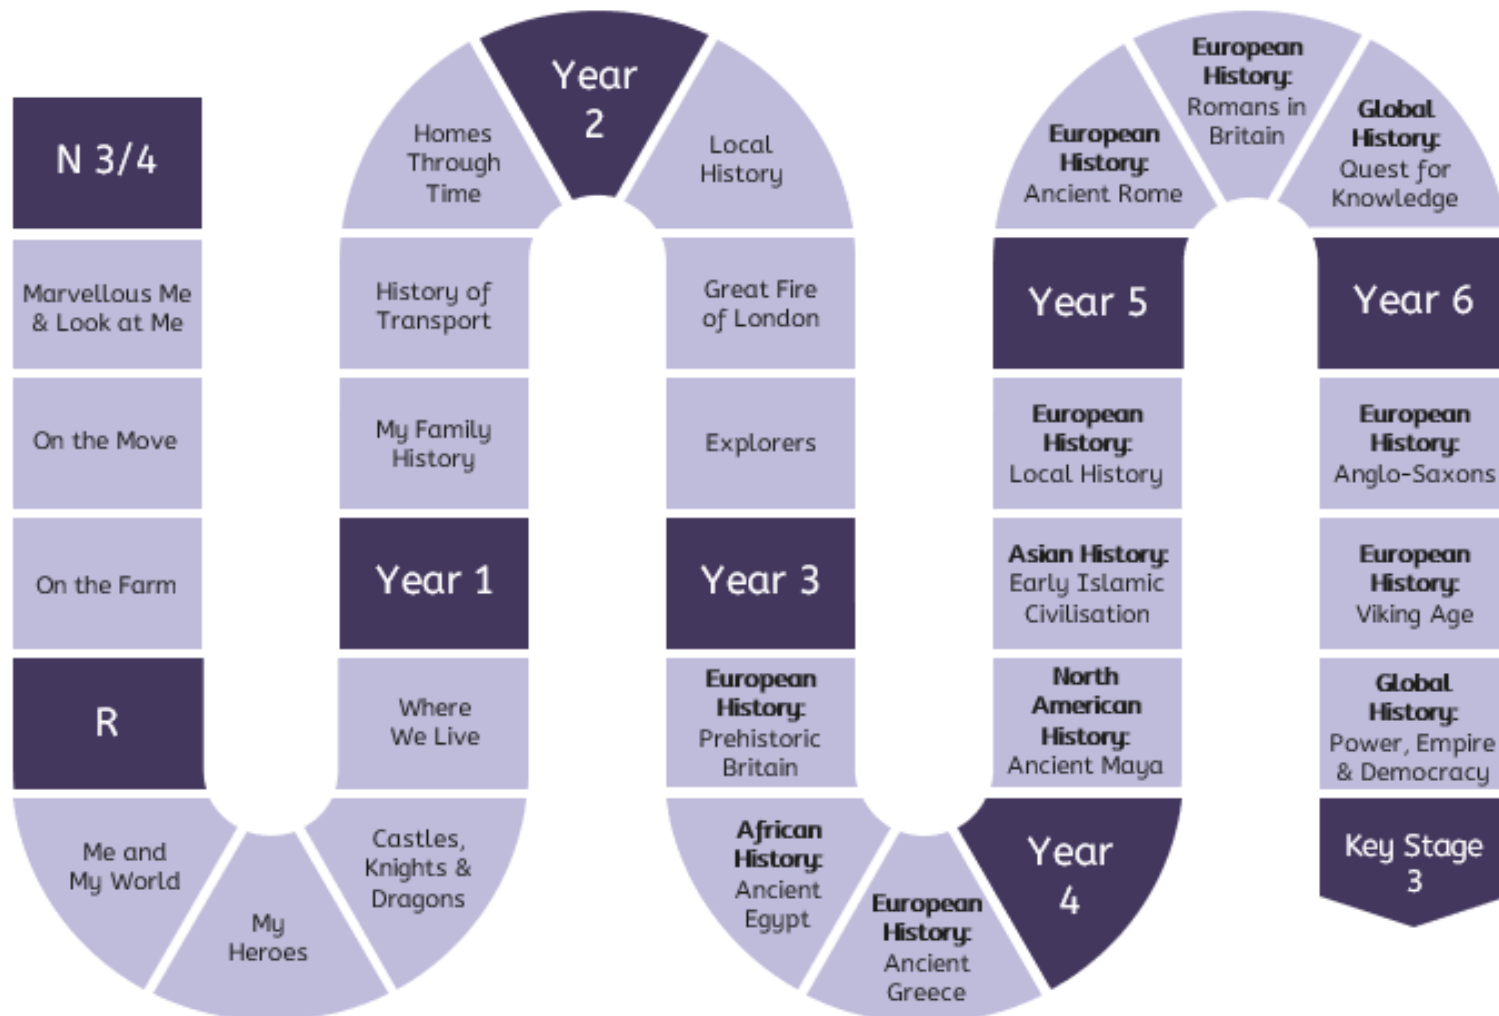 N 3/4
Marvellous Me
& Look at Me
On the Move
On the Farm
R
Me and
My World
My
Heroes
Castles,
Knights &
Dragons
Where
We Live
Year 1
My Family
History
History of
Transport
Homes
Through
Time
Year
2
Local
History
Great Fire
of London
Explorers
Year 3
European
History:
Prehistoric
Britain
African
History:
Ancient
Egypt
European
History:
Ancient
Greece
Year
4
North
American
History:
Ancient Maya
Asian History:
Early Islamic
Civilisation
European
History:
Local History
Year 5
European
History:
Ancient Rome
European
History:
Romans in
Britain
Global
History:
Quest for
Knowledge
Year 6
European
History:
Anglo-Saxons
European
History:
Viking Age
Global
History:
Power, Empire
& Democracy
Key Stage
3